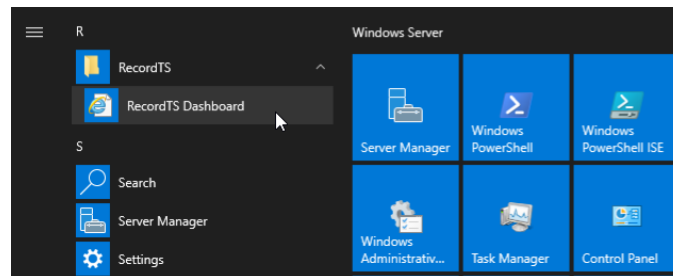 R
RecordTS
RecordTS Dashboard
S
Search
Server Manager
Settings
Windows Server
Server Manager
Windows
PowerShell
Windows
PowerShell ISE
Windows
Administrativ...
Task Manager
Control Panel